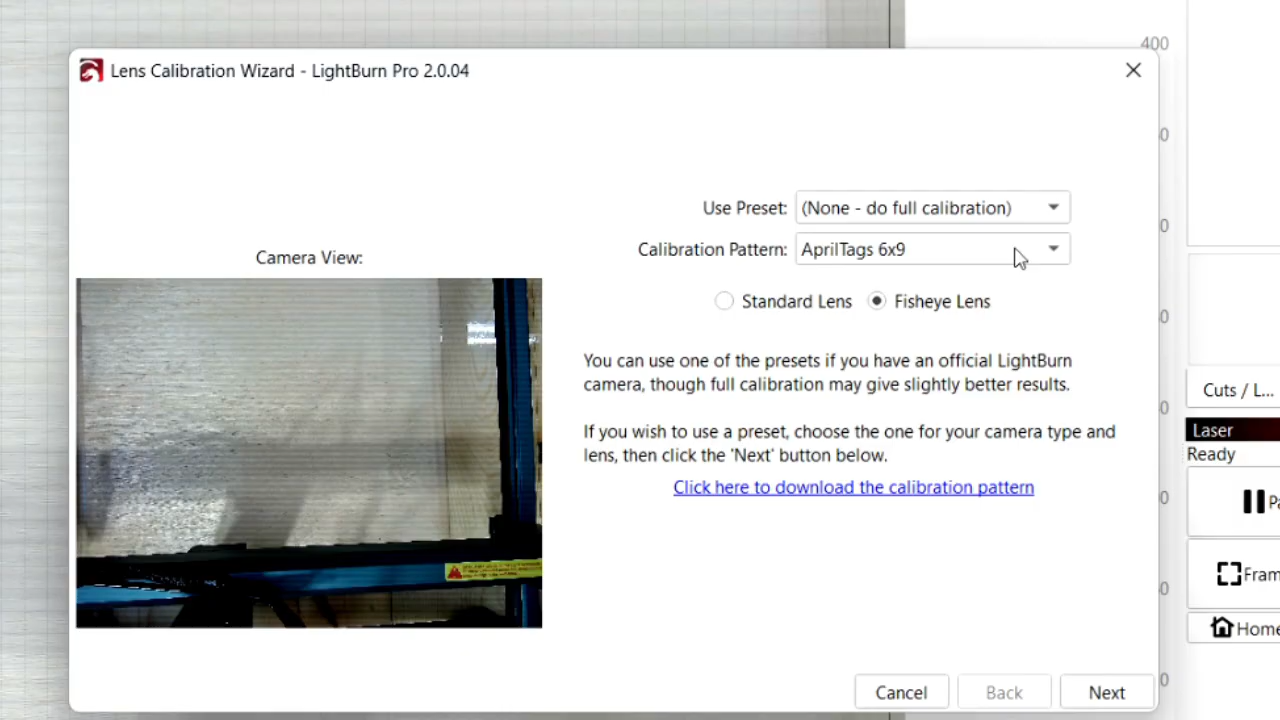 400
Lens Calibration Wizard - LightBurn Pro 2.0.04
Use Preset: (None - do full calibration)
Calibration Pattern: AprilTags 6x9
Camera View:
Standard Lens Fisheye Lens
You can use one of the presets if you have an official LightBurn
camera, though full calibration may give slightly better results.
If you wish to use a preset, choose the one for your camera type and
lens, then click the 'Next' button below.
Click here to download the calibration pattern
Cancel Back Next
Cuts / L...
Laser
Ready
Pa
Fram
Home